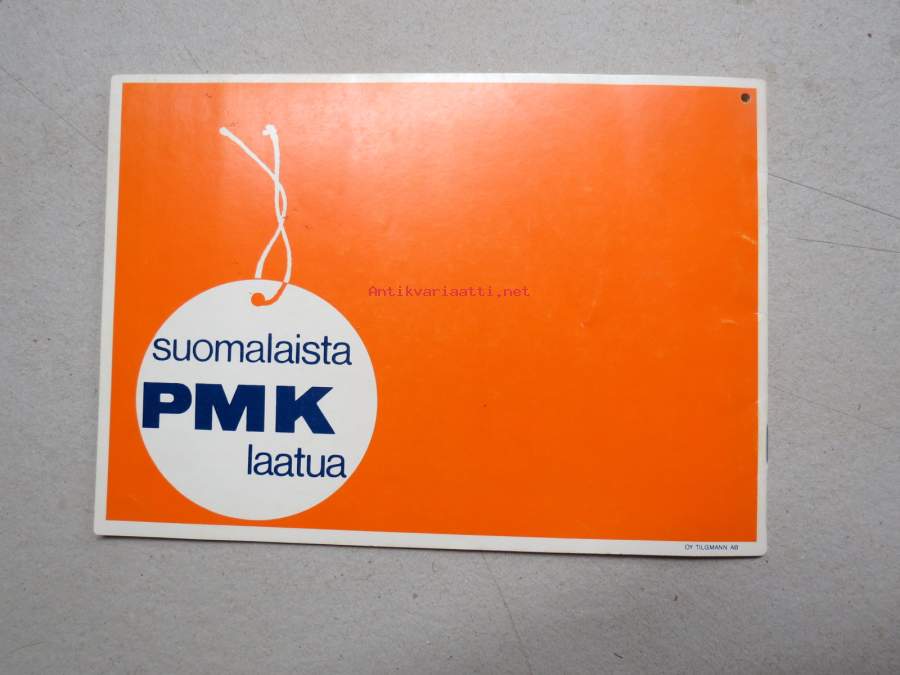 Antikvariaatti.net
suomalaista
PMK
laatua
OY TILGMANN AB